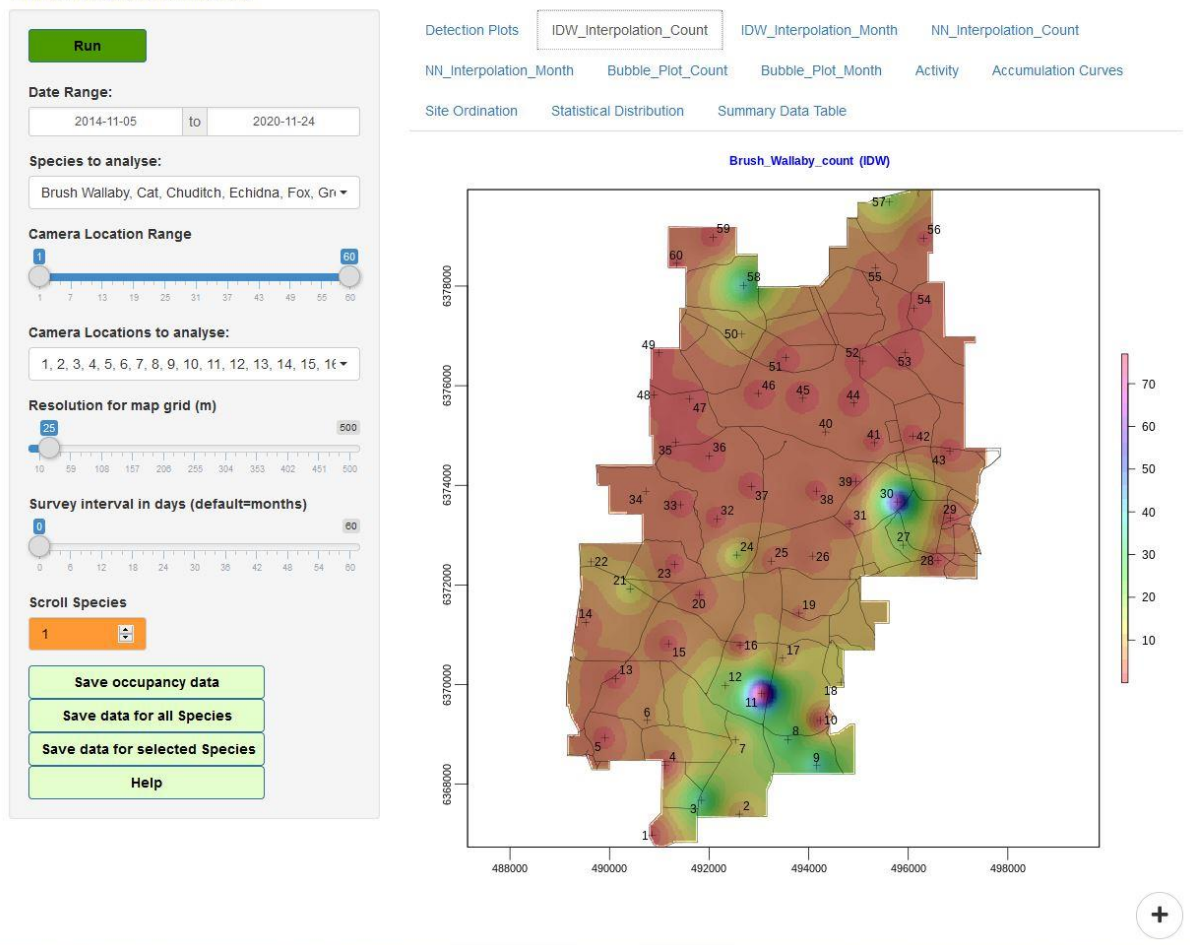 Run
Date Range:
2014-11-05 to 2020-11-24
Species to analyse:
Brush Wallaby, Cat, Chuditch, Echidna, Fox, Gr
Camera Location Range
1 60
1 7 13 19 25 31 37 43 49 55 60
Camera Locations to analyse:
1, 2, 3, 4, 5, 6, 7, 8, 9, 10, 11, 12, 13, 14, 15, 16
Resolution for map grid (m)
25 500
10 59 108 157 206 255 304 353 402 451 500
Survey interval in days (default=months)
0 60
0 6 12 18 24 30 36 42 48 54 60
Scroll Species
1
Save occupancy data
Save data for all Species
Save data for selected Species
Help
Detection Plots IDW_Interpolation_Count IDW_Interpolation_Month NN_Interpolation_Count
NN_Interpolation_Month Bubble_Plot_Count Bubble_Plot_Month Activity Accumulation Curves
Site Ordination Statistical Distribution Summary Data Table
Brush_Wallaby_count (IDW)
57
59 56
60
58 55
54
50
49 52
51 53
46 45 44
48
47
40
41 42
35 36
43
39
30
34 37 38
33
32 31 29
27
24 25 26
22 28
23
21
20 19
14
16
15 17
13 12
18
11
6 10
8
5 7
4 9
3 2
1
6378000
6376000
6374000
6372000
6370000
6368000
488000 490000 492000 494000 496000 498000
70
60
50
40
30
20
10
+